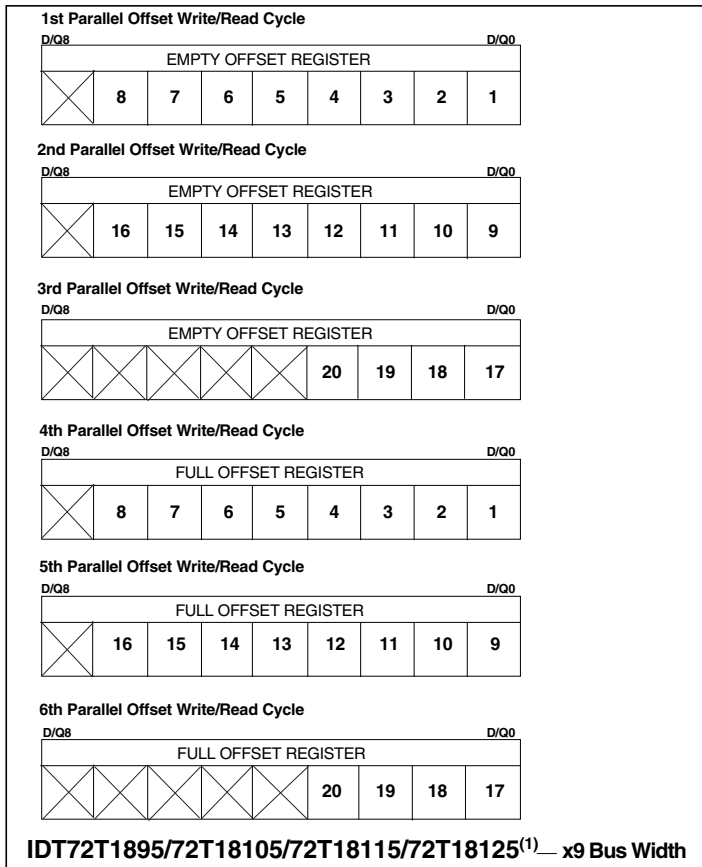 1st Parallel Offset Write/Read Cycle
D/Q8 D/Q0
EMPTY OFFSET REGISTER
8 7 6 5 4 3 2 1
2nd Parallel Offset Write/Read Cycle
D/Q8 D/Q0
EMPTY OFFSET REGISTER
16 15 14 13 12 11 10 9
3rd Parallel Offset Write/Read Cycle
D/Q8 D/Q0
EMPTY OFFSET REGISTER
20 19 18 17
4th Parallel Offset Write/Read Cycle
D/Q8 D/Q0
FULL OFFSET REGISTER
8 7 6 5 4 3 2 1
5th Parallel Offset Write/Read Cycle
D/Q8 D/Q0
FULL OFFSET REGISTER
16 15 14 13 12 11 10 9
6th Parallel Offset Write/Read Cycle
D/Q8 D/Q0
FULL OFFSET REGISTER
20 19 18 17
IDT72T1895/72T18105/72T18115/72T18125(1)— x9 Bus Width